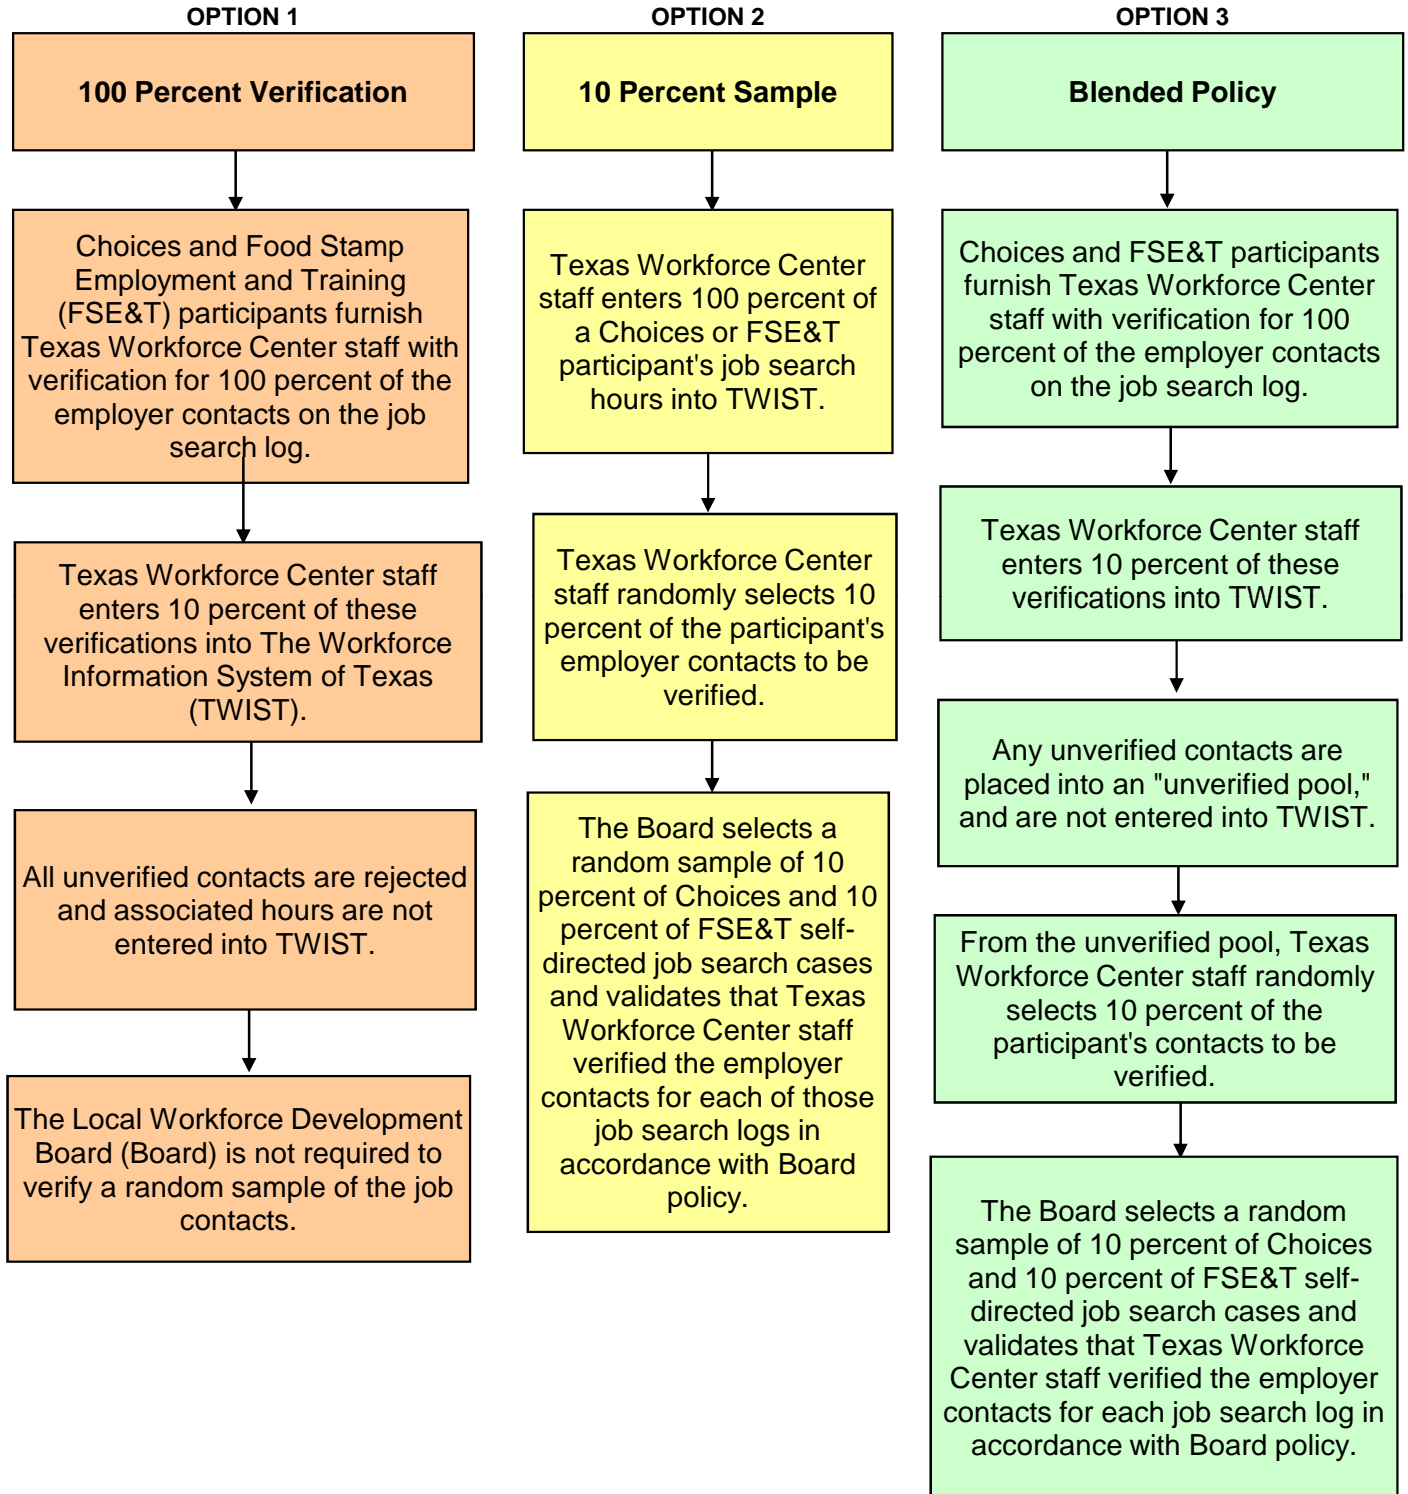 OPTION 1
100 Percent Verification
Choices and Food Stamp
Employment and Training
(FSE&T) participants furnish
Texas Workforce Center staff with
verification for 100 percent of the
employer contacts on the job
search log.
Texas Workforce Center staff
enters 10 percent of these
verifications into The Workforce
Information System of Texas
(TWIST).
All unverified contacts are rejected
and associated hours are not
entered into TWIST.
The Local Workforce Development
Board (Board) is not required to
verify a random sample of the job
contacts.
OPTION 2
10 Percent Sample
Texas Workforce Center
staff enters 100 percent of
a Choices or FSE&T
participant's job search
hours into TWIST.
Texas Workforce Center
staff randomly selects 10
percent of the participant's
employer contacts to be
verified.
The Board selects a
random sample of 10
percent of Choices and 10
percent of FSE&T self-
directed job search cases
and validates that Texas
Workforce Center staff
verified the employer
contacts for each of those
job search logs in
accordance with Board
policy.
OPTION 3
Blended Policy
Choices and FSE&T participants
furnish Texas Workforce Center
staff with verification for 100
percent of the employer contacts
on the job search log.
Texas Workforce Center staff
enters 10 percent of these
verifications into TWIST.
Any unverified contacts are
placed into an "unverified pool,"
and are not entered into TWIST.
From the unverified pool, Texas
Workforce Center staff randomly
selects 10 percent of the
participant's contacts to be
verified.
The Board selects a random
sample of 10 percent of Choices
and 10 percent of FSE&T self-
directed job search cases and
validates that Texas Workforce
Center staff verified the employer
contacts for each job search log in
accordance with Board policy.